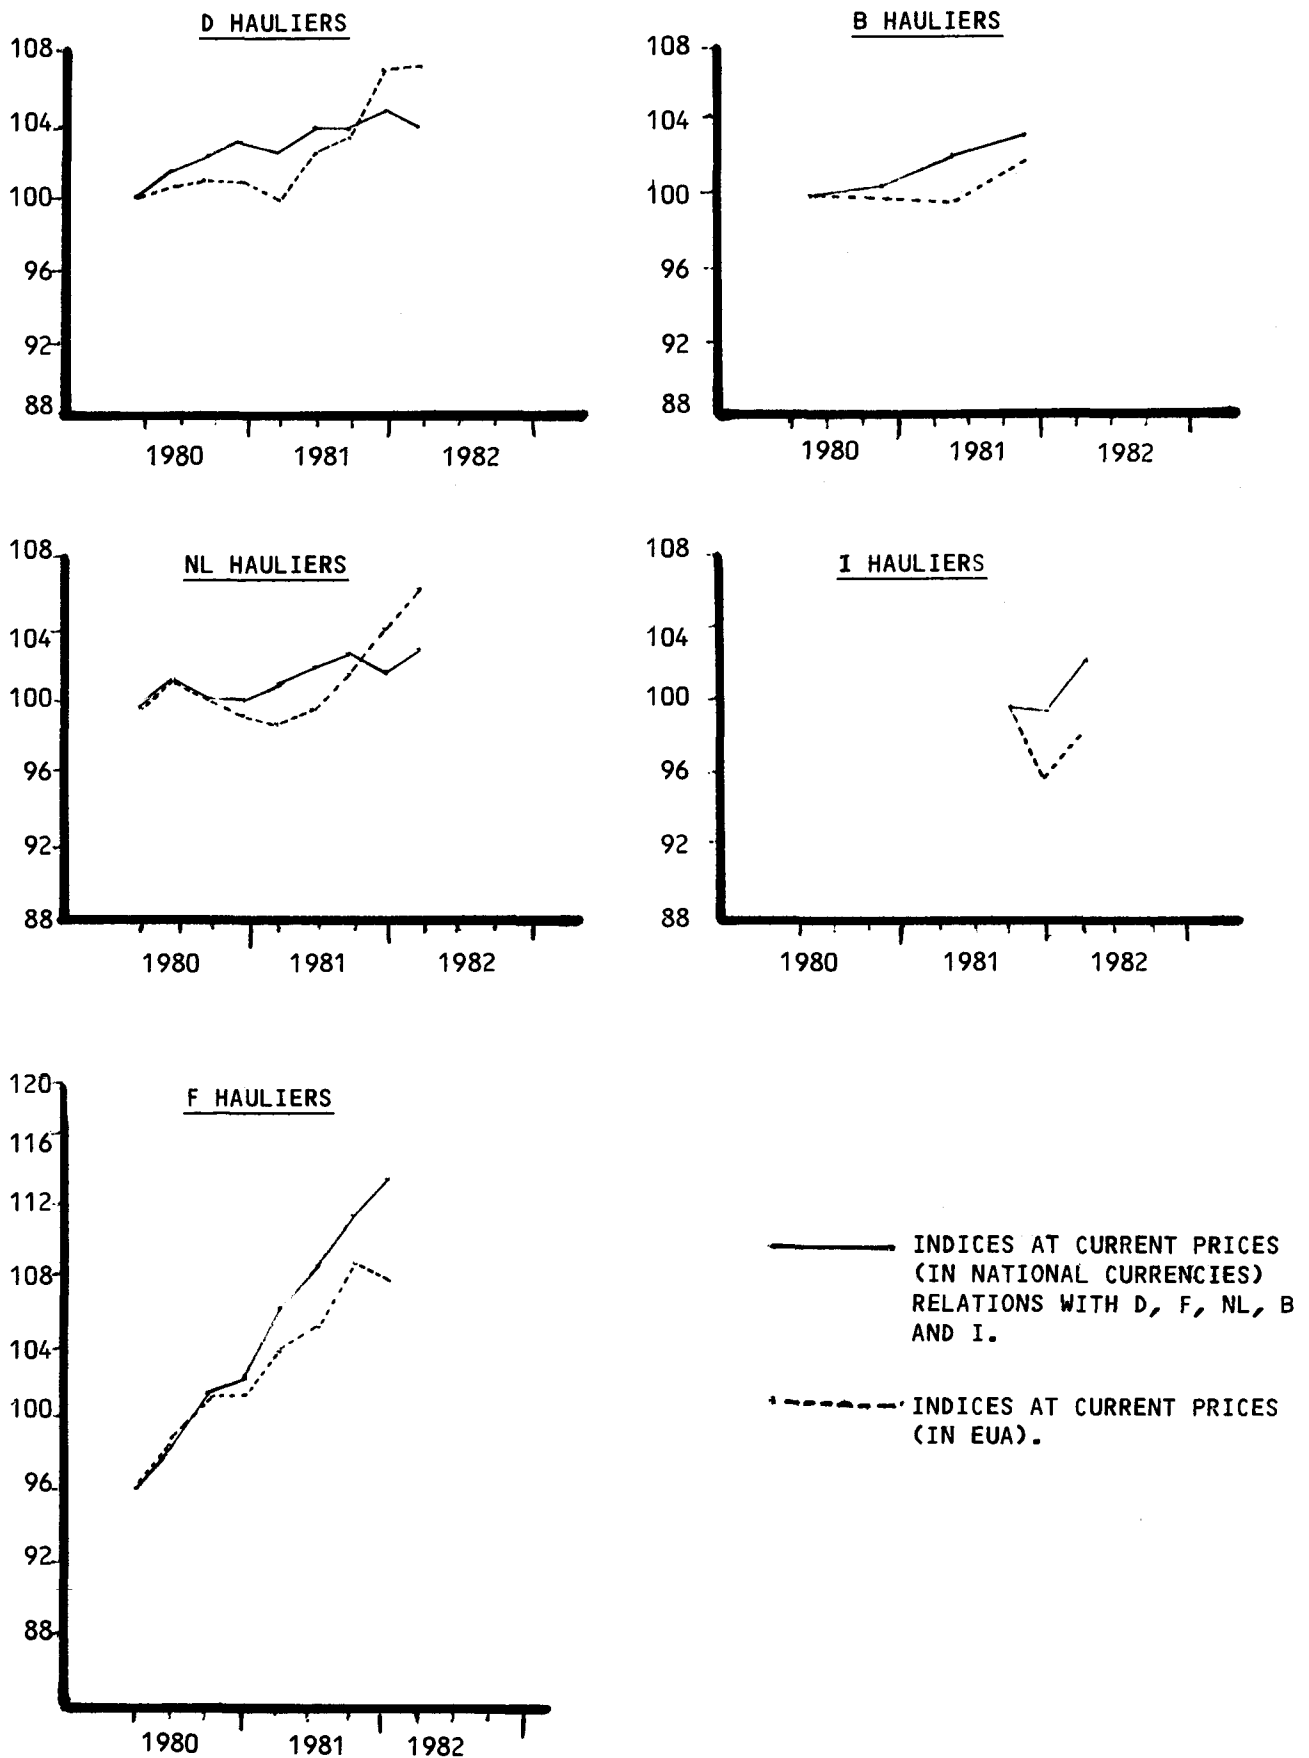 D HAULIERS
108
104
100
96
92
88
1980 1981 1982
B HAULIERS
108
104
100
96
92
88
1980 1981 1982
NL HAULIERS
108
104
100
96
92
88
1980 1981 1982
I HAULIERS
108
104
100
96
92
88
1980 1981 1982
F HAULIERS
120
116
112
108
104
100
96
92
88
1980 1981 1982
INDICES AT CURRENT PRICES
(IN NATIONAL CURRENCIES)
RELATIONS WITH D, F, NL, B
AND I.
INDICES AT CURRENT PRICES
(IN EUA).